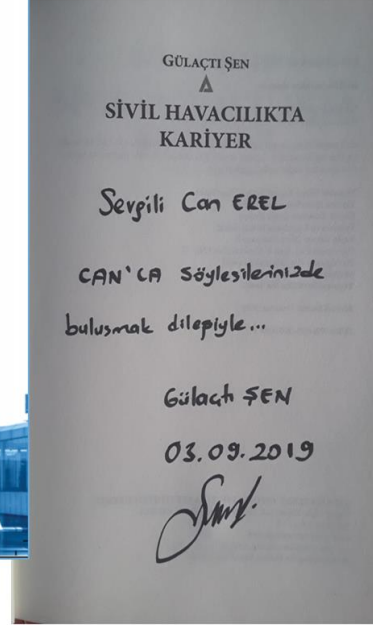 GÜLAÇTI ŞEN
SİVİL HAVACILIKTA
KARİYER
Sevgili Can EREL
CAN'CA söyleşilerinizde
buluşmak dileğiyle...
Gülaçtı ŞEN
03.09.2019